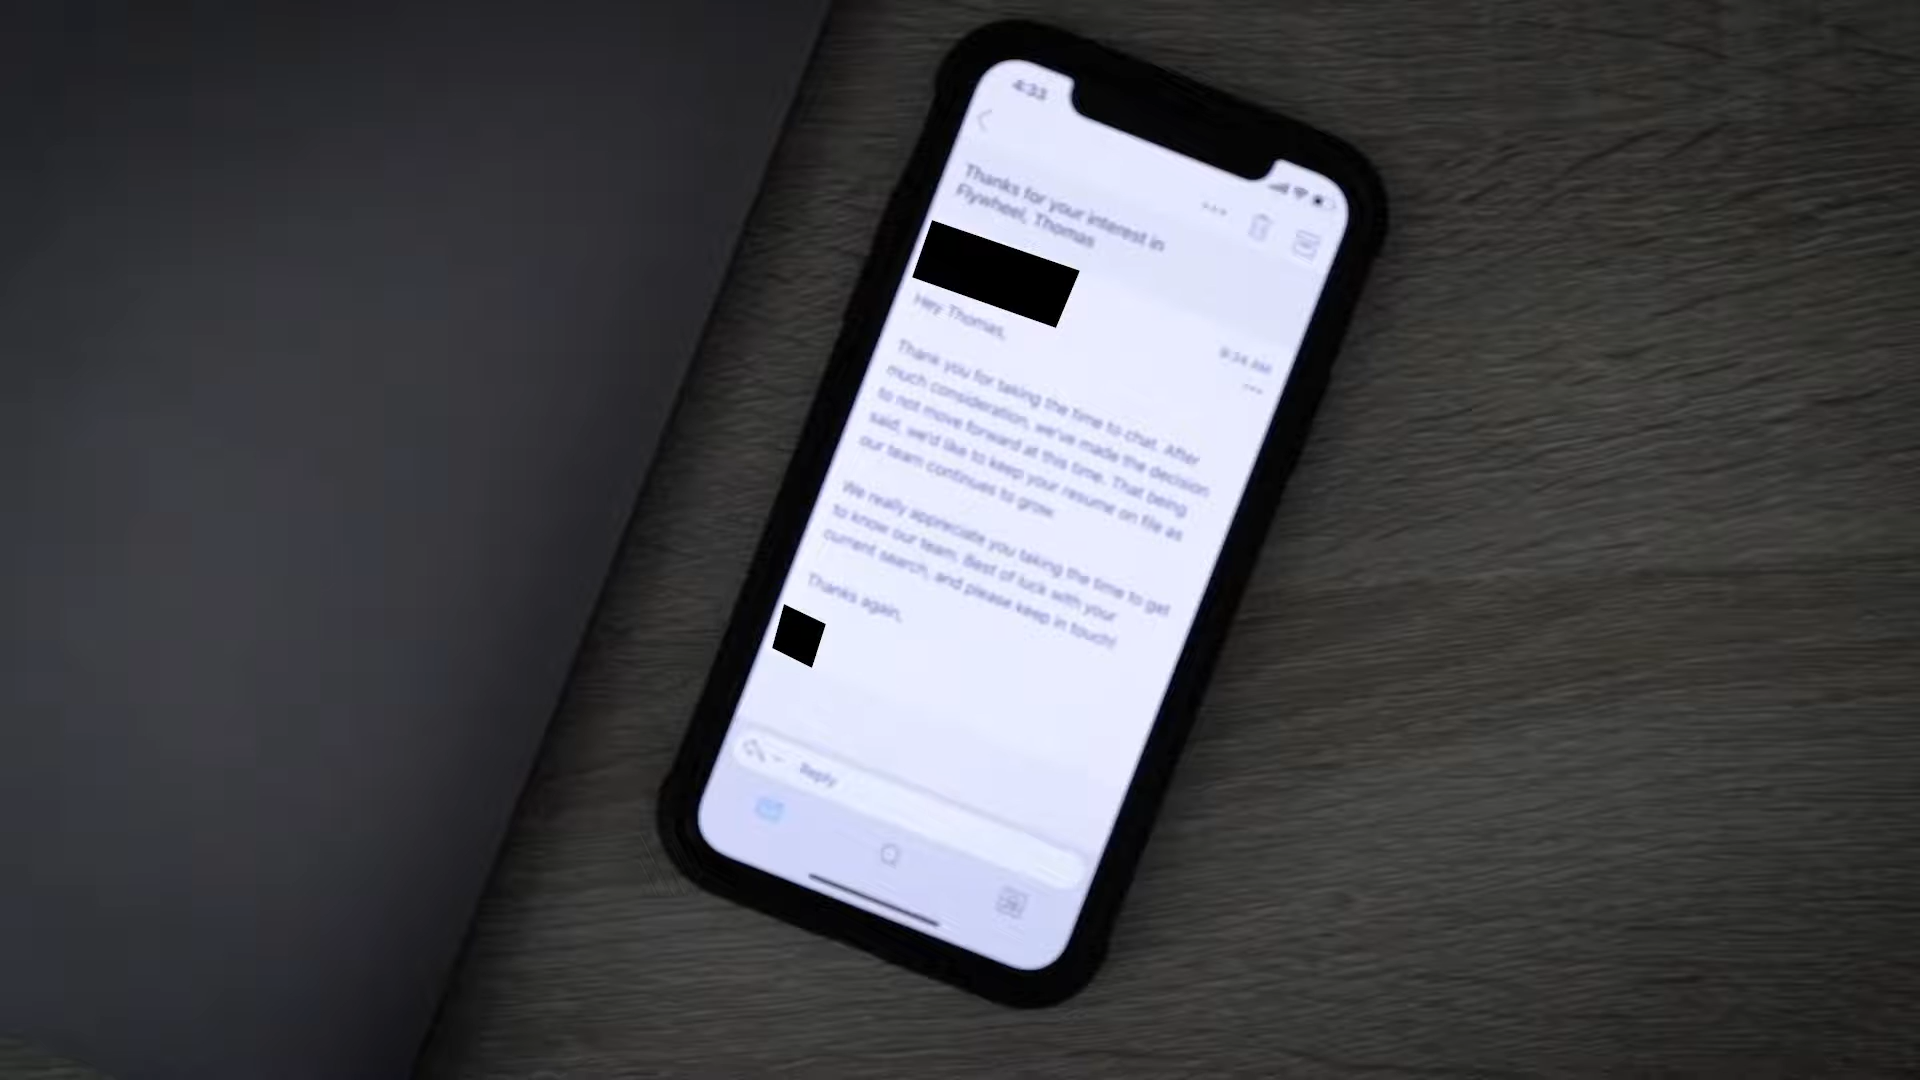 4:33
Thanks for your interest in
Flywheel, Thomas
Hey Thomas,
9:34 AM
Thank you for taking the time to chat. After
much consideration, we've made the decision
to not move forward at this time. That being
said, we'd like to keep your resume on file as
our team continues to grow.
We really appreciate you taking the time to get
to know our team. Best of luck with your
current search, and please keep in touch!
Thanks again,
Reply